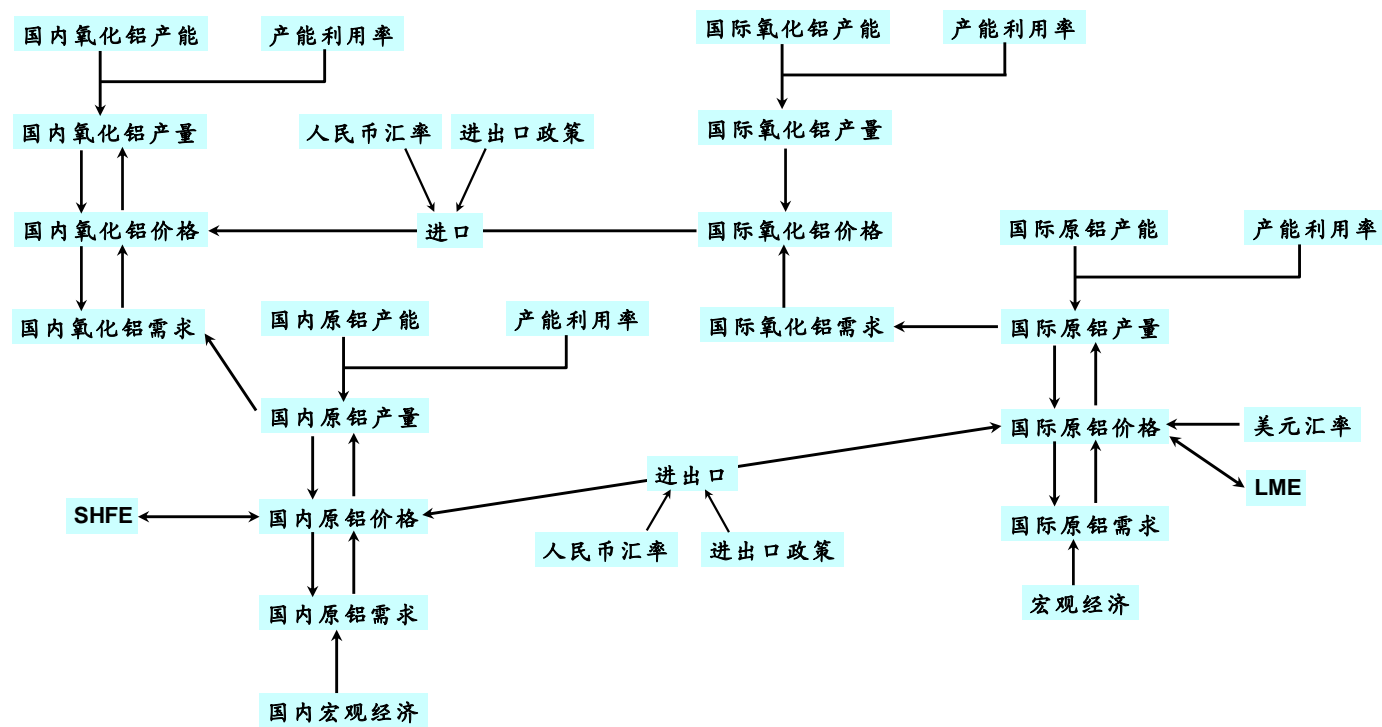 国内氧化铝产能
产能利用率
国际氧化铝产能
产能利用率
国内氧化铝产量
人民币汇率
进出口政策
国际氧化铝产量
国内氧化铝价格
进口
国际氧化铝价格
国际原铝产能
产能利用率
国内氧化铝需求
国内原铝产能
产能利用率
国际氧化铝需求
国际原铝产量
国内原铝产量
国际原铝价格
美元汇率
进出口
LME
SHFE
国内原铝价格
国际原铝需求
人民币汇率
进出口政策
国内原铝需求
宏观经济
国内宏观经济